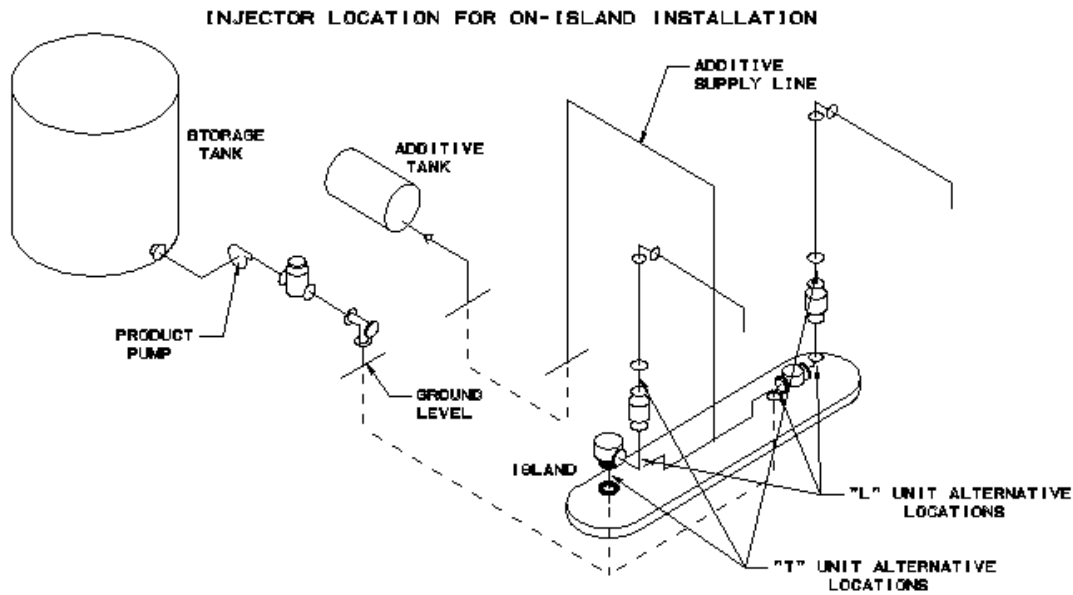 INJECTOR LOCATION FOR ON-ISLAND INSTALLATION
ADDITIVE
SUPPLY LINE
STORAGE
TANK
ADDITIVE
TANK
PRODUCT
PUMP
GROUND
LEVEL
ISLAND
"L" UNIT ALTERNATIVE
LOCATIONS
"T" UNIT ALTERNATIVE
LOCATIONS